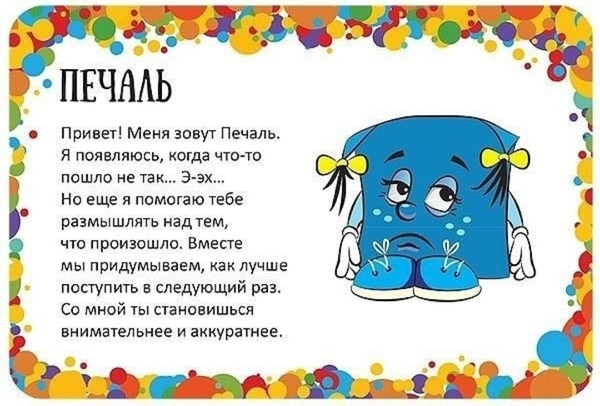 ПЕЧАЛЬ
Привет! Меня зовут Печаль.
Я появляюсь, когда что-то
пошло не так... Э-эх...
Но еще я помогаю тебе
размышлять над тем,
что произошло. Вместе
мы придумываем, как лучше
поступить в следующий раз.
Со мной ты становишься
внимательнее и аккуратнее.